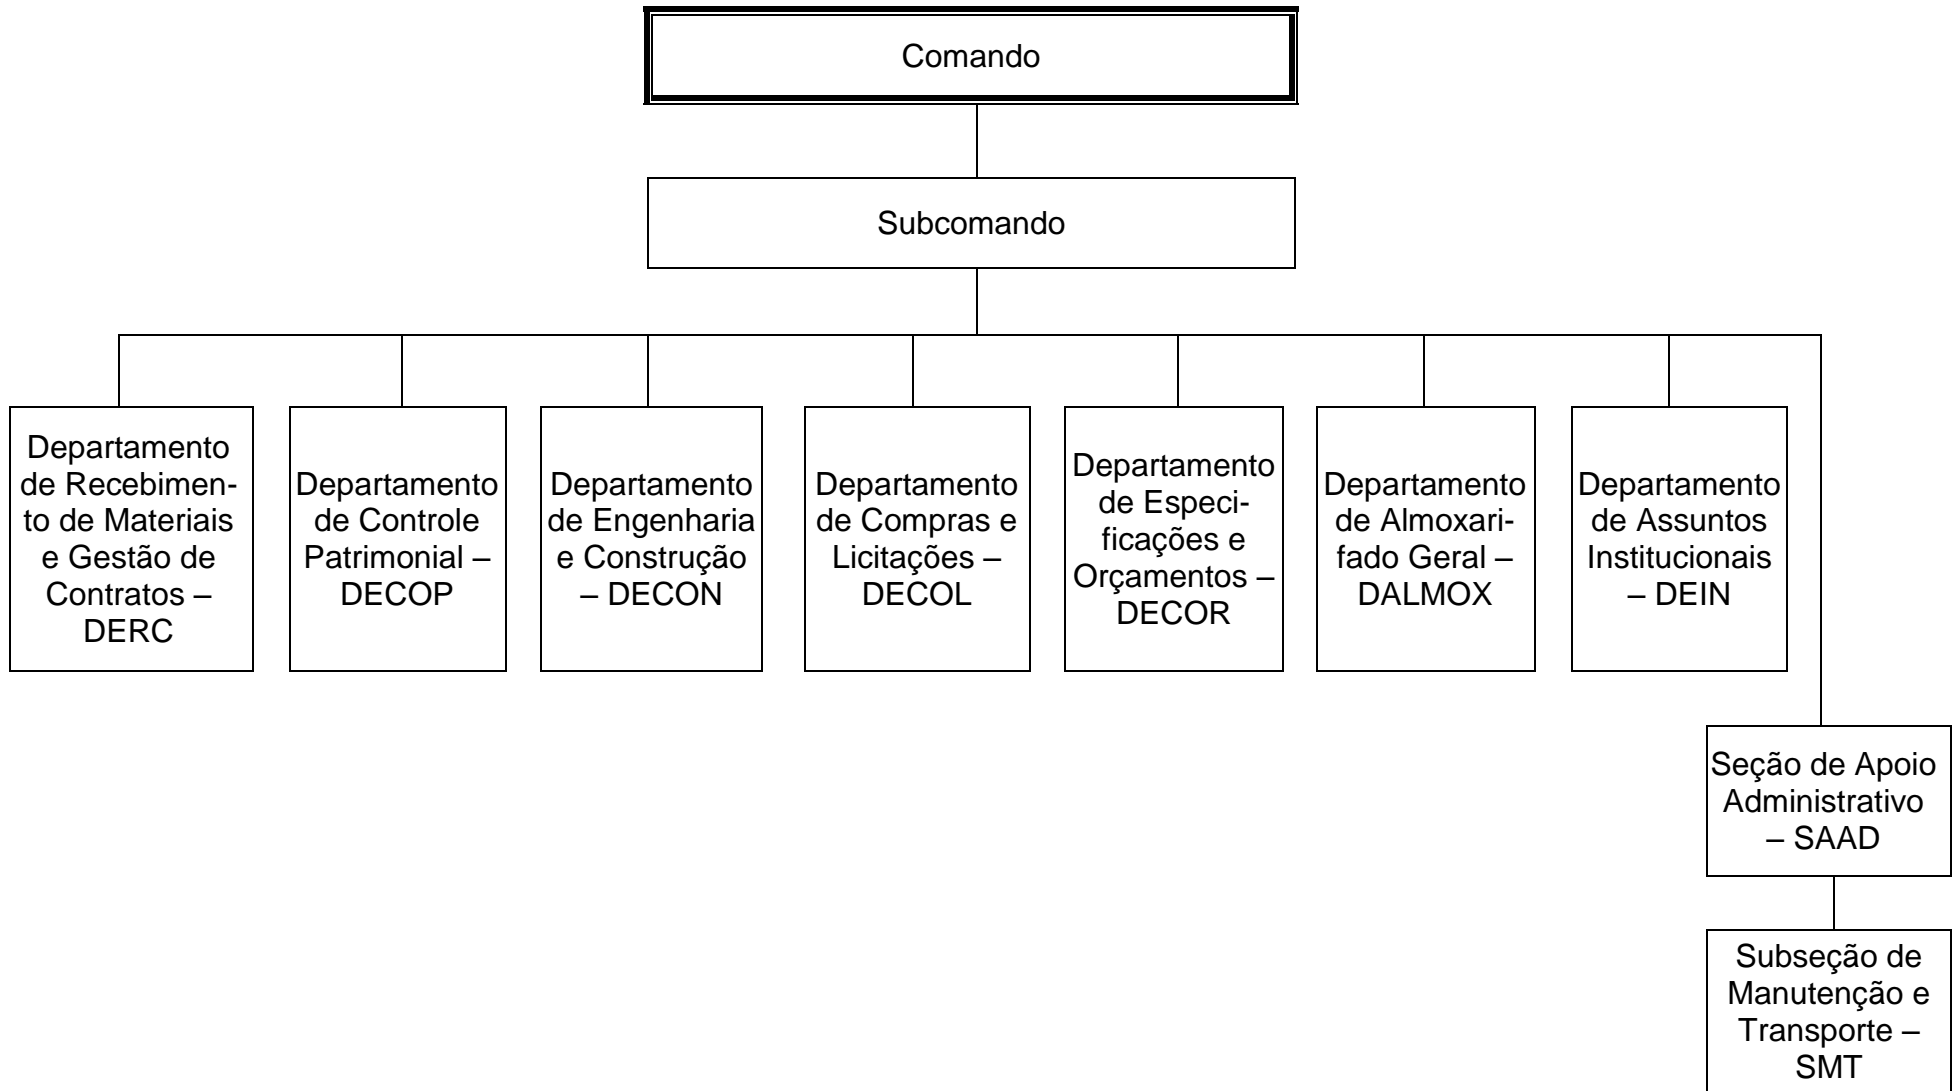 Comando
Subcomando
Departamento
de Recebimen-
to de Materiais
e Gestão de
Contratos –
DERC
Departamento
de Controle
Patrimonial –
DECOP
Departamento
de Engenharia
e Construção
– DECON
Departamento
de Compras e
Licitações –
DECOL
Departamento
de Especi-
ficações e
Orçamentos –
DECOR
Departamento
de Almoxari-
fado Geral –
DALMOX
Departamento
de Assuntos
Institucionais
– DEIN
Seção de Apoio
Administrativo
– SAAD
Subseção de
Manutenção e
Transporte –
SMT